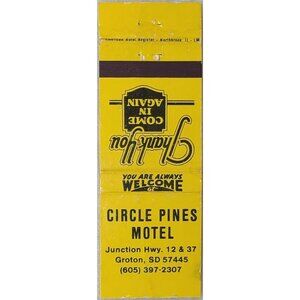 Thank You
COME
IN
AGAIN
YOU ARE ALWAYS
WELCOME
AT
CIRCLE PINES
MOTEL
Junction Hwy. 12 & 37
Groton, SD 57445
(605) 397-2307